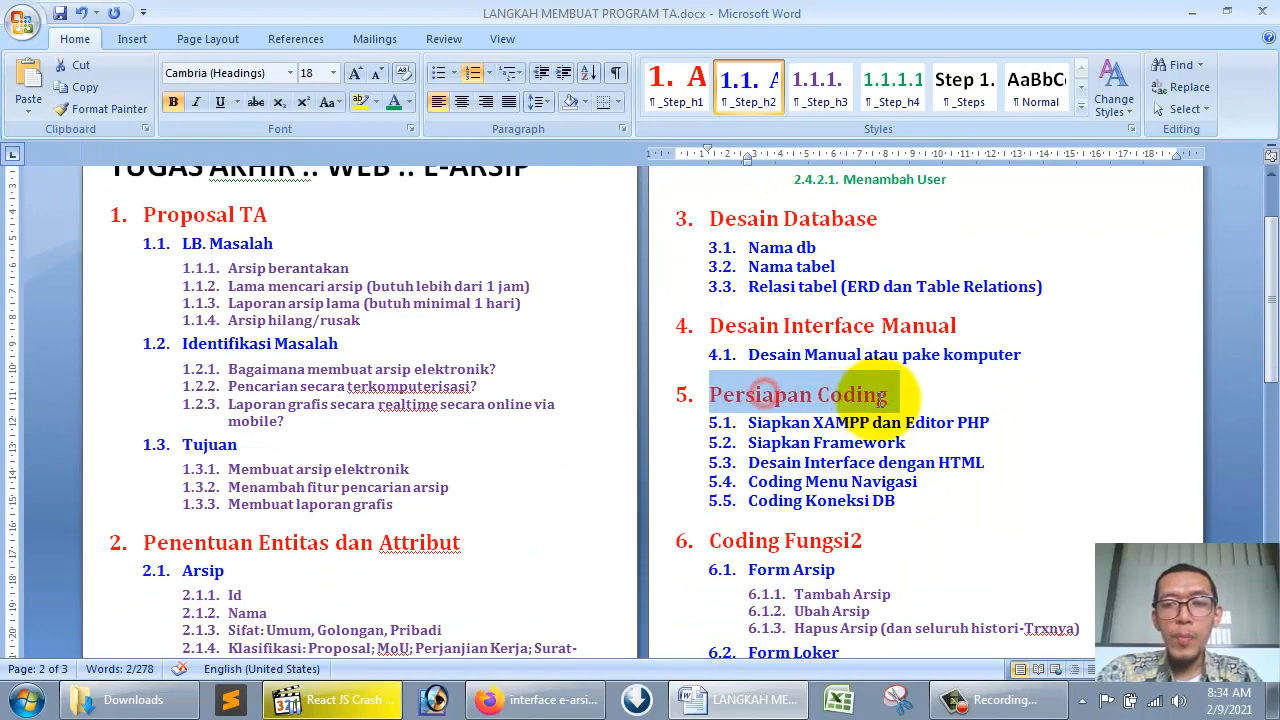 LANGKAH MEMBUAT PROGRAM TA.docx - Microsoft Word
Home Insert Page Layout References Mailings Review View
Paste
Cut
Copy
Format Painter
Clipboard
Cambria (Headings) 18
Font
Paragraph
1. A 1.1. A 1.1.1. 1.1.1.1 Step 1. AaBbCc
¶ _Step_h1 ¶ _Step_h2 ¶ _Step_h3 ¶ _Step_h4 ¶ _Steps ¶ Normal
Change Styles
Styles
Find
Replace
Select
Editing
TUGAS AKHIR :: WEB :: E-ARSIP
1. Proposal TA
1.1. LB. Masalah
1.1.1. Arsip berantakan
1.1.2. Lama mencari arsip (butuh lebih dari 1 jam)
1.1.3. Laporan arsip lama (butuh minimal 1 hari)
1.1.4. Arsip hilang/rusak
1.2. Identifikasi Masalah
1.2.1. Bagaimana membuat arsip elektronik?
1.2.2. Pencarian secara terkomputerisasi?
1.2.3. Laporan grafis secara realtime secara online via
mobile?
1.3. Tujuan
1.3.1. Membuat arsip elektronik
1.3.2. Menambah fitur pencarian arsip
1.3.3. Membuat laporan grafis
2. Penentuan Entitas dan Attribut
2.1. Arsip
2.1.1. Id
2.1.2. Nama
2.1.3. Sifat: Umum, Golongan, Pribadi
2.1.4. Klasifikasi: Proposal; MoU; Perjanjian Kerja; Surat-
2.4.2.1. Menambah User
3. Desain Database
3.1. Nama db
3.2. Nama tabel
3.3. Relasi tabel (ERD dan Table Relations)
4. Desain Interface Manual
4.1. Desain Manual atau pake komputer
5. Persiapan Coding
5.1. Siapkan XAMPP dan Editor PHP
5.2. Siapkan Framework
5.3. Desain Interface dengan HTML
5.4. Coding Menu Navigasi
5.5. Coding Koneksi DB
6. Coding Fungsi2
6.1. Form Arsip
6.1.1. Tambah Arsip
6.1.2. Ubah Arsip
6.1.3. Hapus Arsip (dan seluruh histori-Trxnya)
6.2. Form Loker
Page: 2 of 3 Words: 2/278 English (United States)
Downloads
React JS Crash ...
interface e-arsi...
LANGKAH ME...
Recording...
8:34 AM
2/9/2021